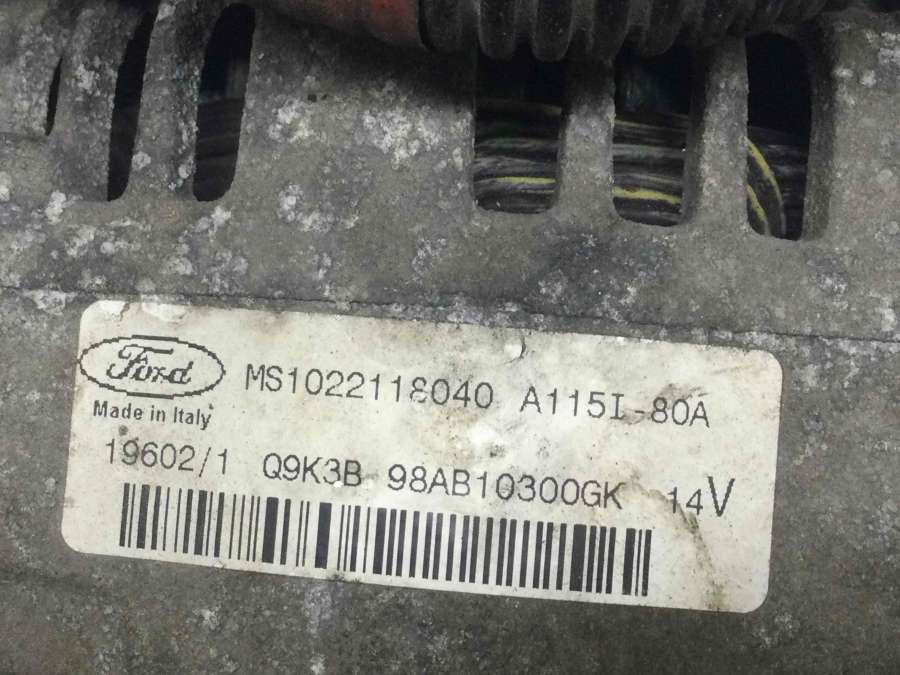 Ford MS1022118040 A115I-80A
Made in Italy
19602/1 Q9K3B 98AB10300GK 14V